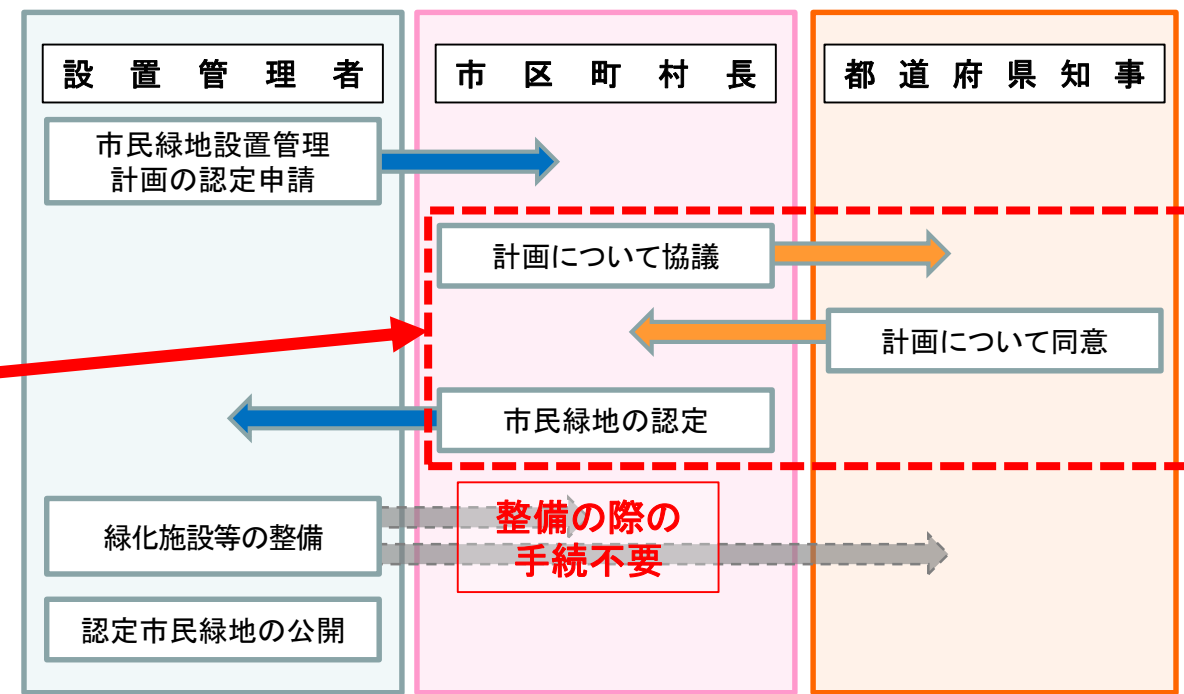 設置管理者
市区町村長
都道府県知事
市民緑地設置管理
計画の認定申請
計画について協議
計画について同意
市民緑地の認定
緑化施設等の整備
整備の際の
手続不要
認定市民緑地の公開